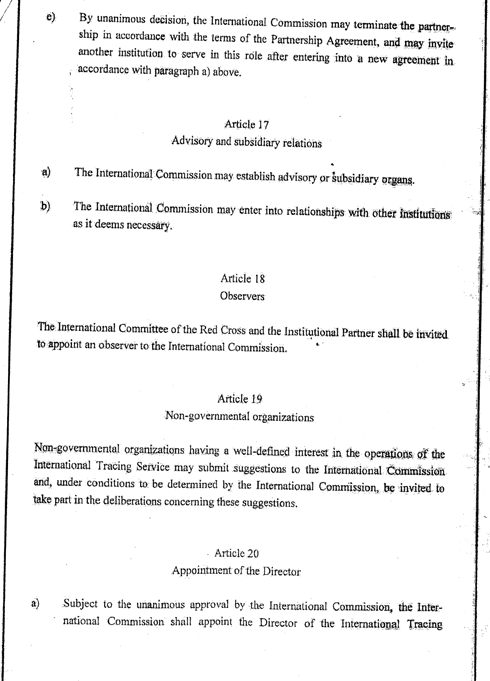 e) By unanimous decision, the International Commission may terminate the partner-
ship in accordance with the terms of the Partnership Agreement, and may invite
another institution to serve in this role after entering into a new agreement in
accordance with paragraph a) above.
Article 17
Advisory and subsidiary relations
a) The International Commission may establish advisory or subsidiary organs.
b) The International Commission may enter into relationships with other institutions
as it deems necessary.
Article 18
Observers
The International Committee of the Red Cross and the Institutional Partner shall be invited
to appoint an observer to the International Commission.
Article 19
Non-governmental organizations
Non-governmental organizations having a well-defined interest in the operations of the
International Tracing Service may submit suggestions to the International Commission
and, under conditions to be determined by the International Commission, be invited to
take part in the deliberations concerning these suggestions.
Article 20
Appointment of the Director
a) Subject to the unanimous approval by the International Commission, the Inter-
national Commission shall appoint the Director of the International Tracing